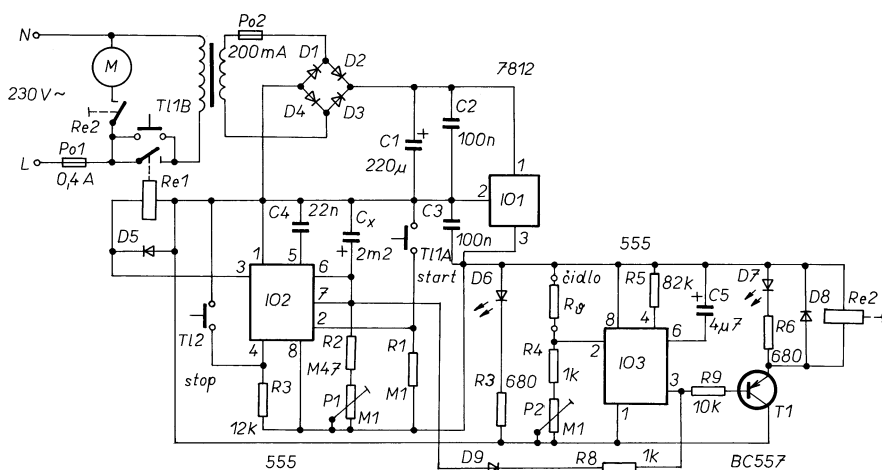 Po2
N
200mA
D1
D2
M
7812
230V~
Tl1B
D4
D3
C2
Re2
C1
+
100n
L
Po1
220µ
1
0,4A
Re1
2
IO1
C4
22n
Cx
C3
3
D5
+
2m2
Tl1A
100n
555
1
5
start
D6
čidlo
R5
82k
D7
D8
Re2
3
6
+
C5
IO2
7
Rϑ
8
4
6
4µ7
R6
2
Tl2
R2
R1
R4
2
IO3
680
4
8
M47
stop
1k
3
R9
R3
P1
M1
R3
680
P2
10k
T1
M1
M1
1
12k
1k
555
D9
R8
BC557